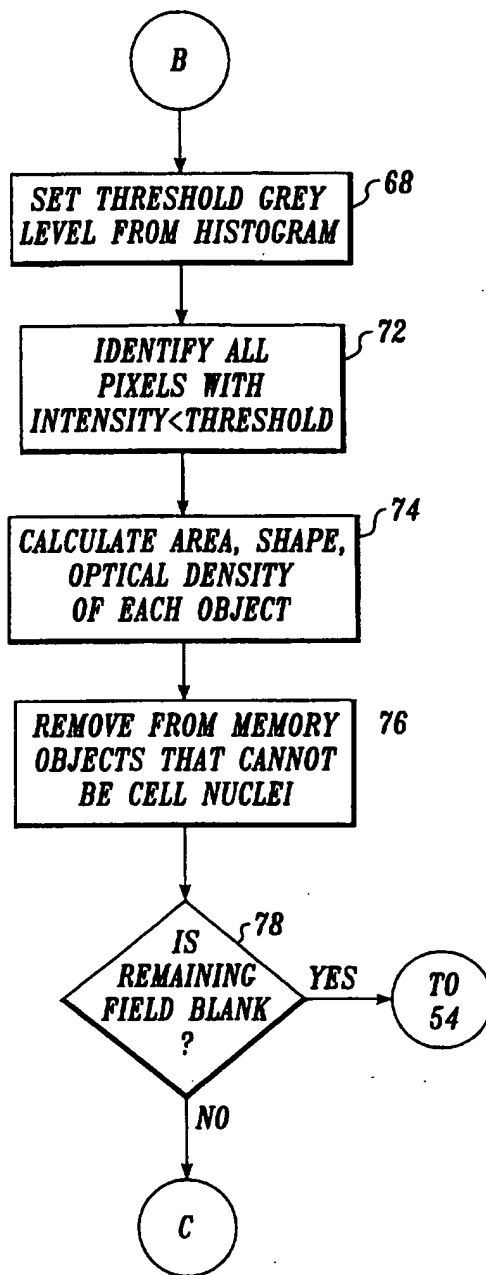 B
SET THRESHOLD GREY
LEVEL FROM HISTOGRAM
68
IDENTIFY ALL
PIXELS WITH
INTENSITY<THRESHOLD
72
CALCULATE AREA, SHAPE,
OPTICAL DENSITY
OF EACH OBJECT
74
REMOVE FROM MEMORY
OBJECTS THAT CANNOT
BE CELL NUCLEI
76
IS
REMAINING
FIELD BLANK
?
78
YES
TO
54
NO
C